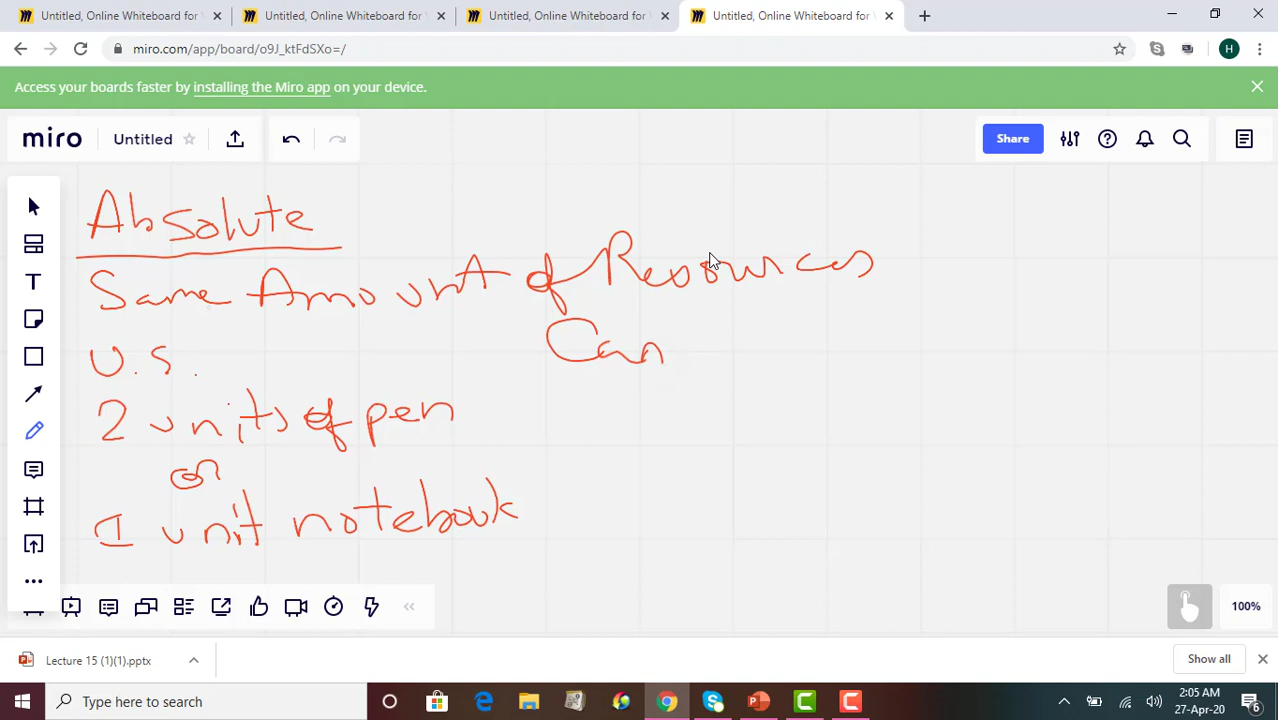 Untitled, Online Whiteboard for
Untitled, Online Whiteboard for
Untitled, Online Whiteboard for
Untitled, Online Whiteboard for
miro.com/app/board/o9J_ktFdSXo=/
H
Access your boards faster by installing the Miro app on your device.
miro
Untitled
Share
T
Absolute
Same Amount of Resources
U.S.
Can
2 units of pen
or
1 unit notebook
100%
Lecture 15 (1)(1).pptx
Show all
Type here to search
2:05 AM
27-Apr-20
6